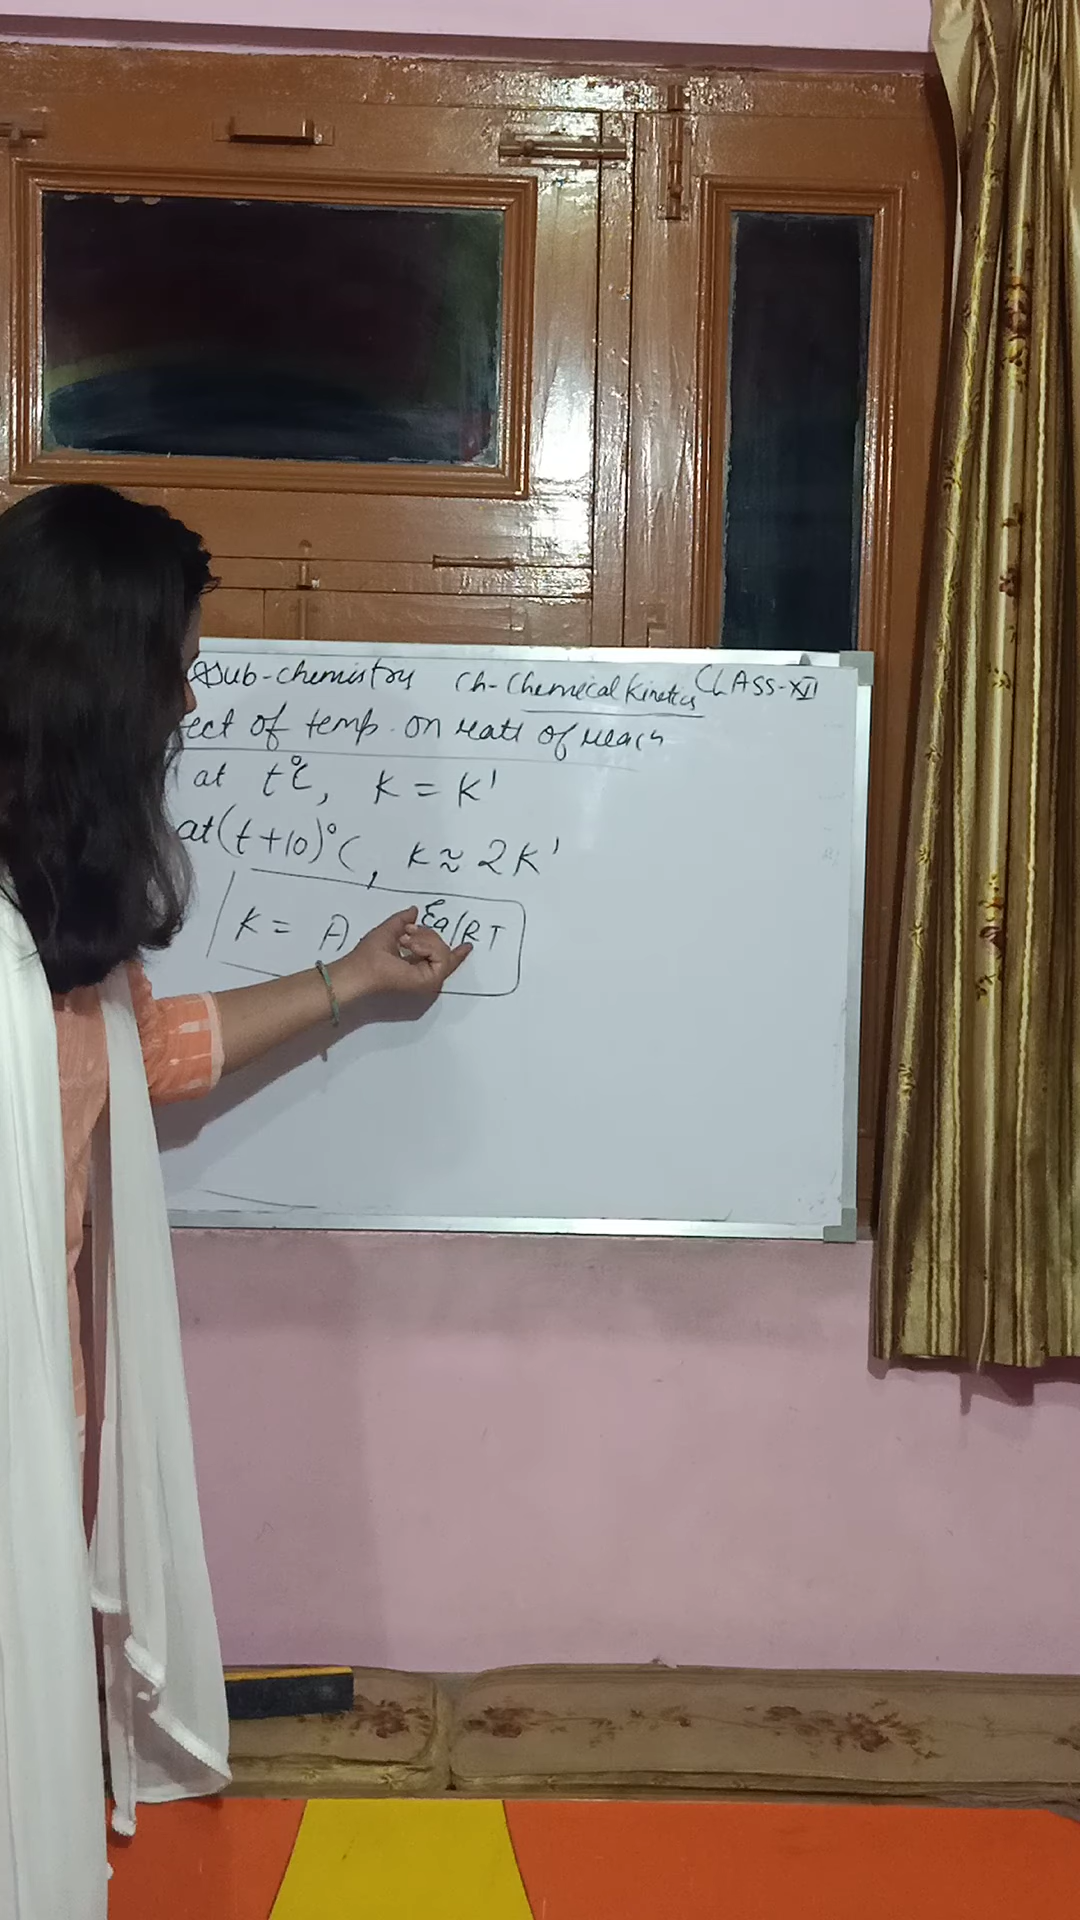 Sub-chemistry Ch-Chemical Kinetics CLASS-XII
ect of temp. on rate of reacn
at t°C, K = K'
at (t+10)°C, K ≈ 2K'
K = A Ea/RT